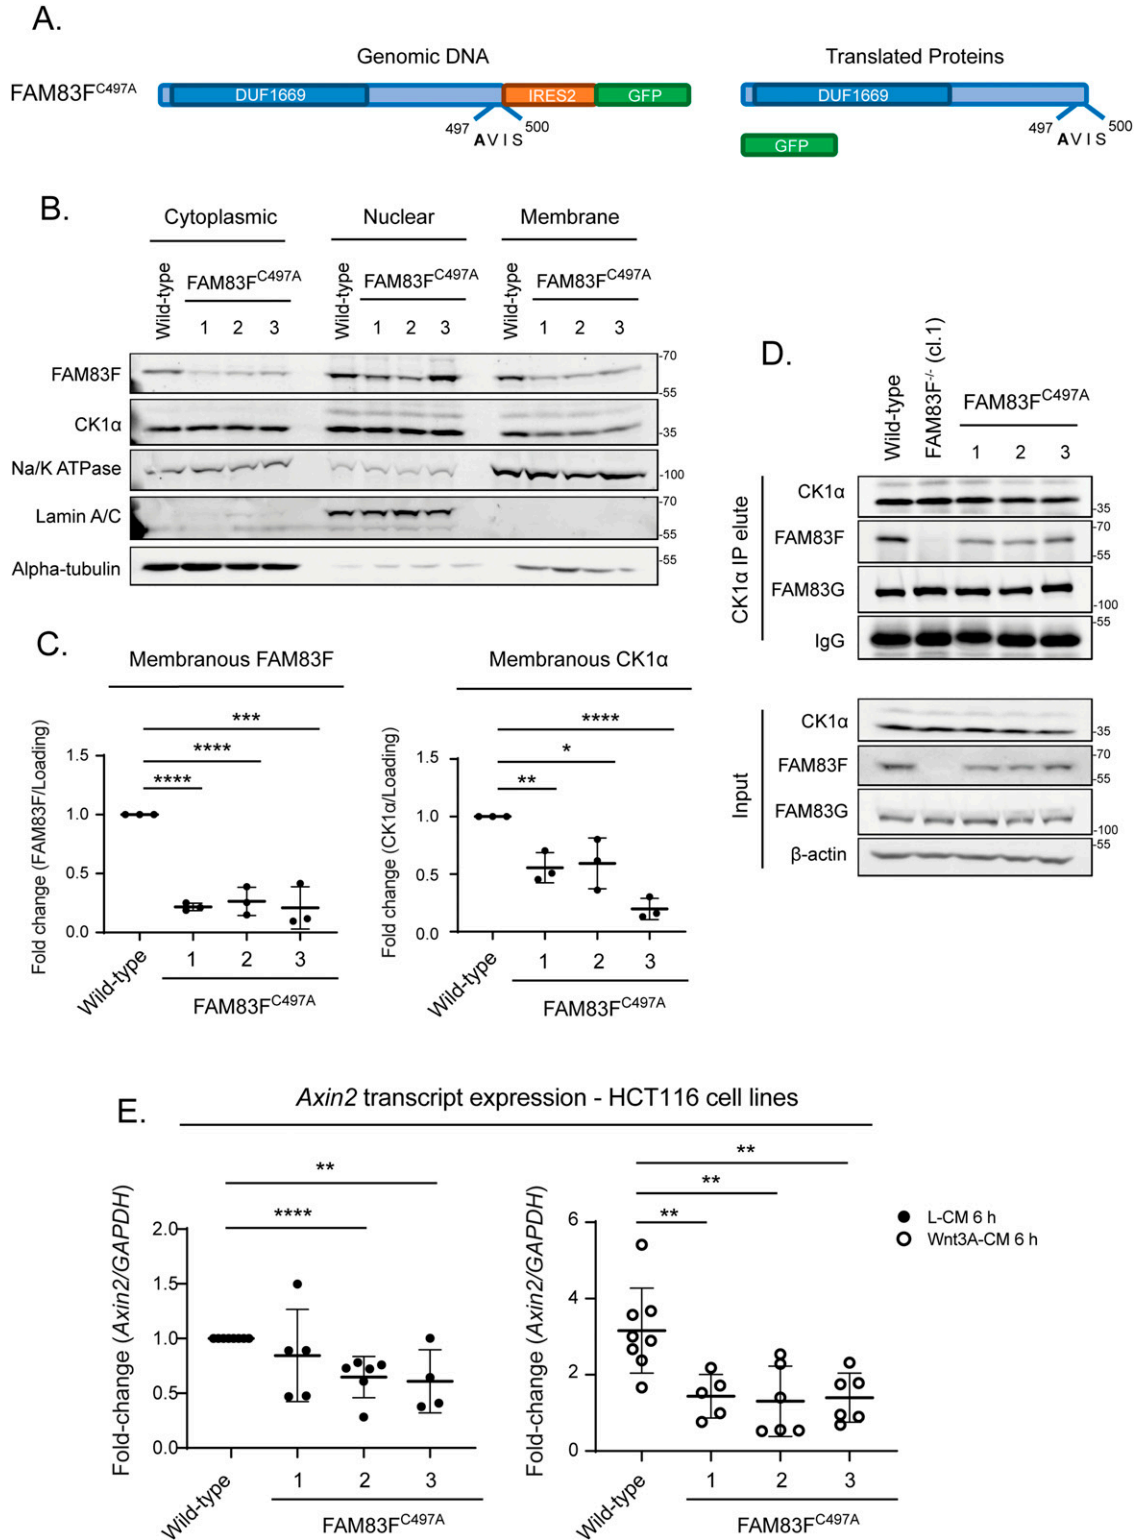 A.
Genomic DNA
Translated Proteins
FAM83F^C497A
DUF1669
IRES2
GFP
DUF1669
497
AVIS
500
497
AVIS
500
GFP
B.
Cytoplasmic
Nuclear
Membrane
Wild-type
FAM83F^C497A
Wild-type
FAM83F^C497A
Wild-type
FAM83F^C497A
1 2 3
1 2 3
1 2 3
FAM83F
-70
-55
CK1α
-35
Na/K ATPase
-100
Lamin A/C
-70
-55
Alpha-tubulin
-55
C.
Membranous FAM83F
Fold change (FAM83F/Loading)
***
****
****
1.5
1.0
0.5
0.0
Wild-type
1 2 3
FAM83F^C497A
Membranous CK1α
Fold change (CK1α/Loading)
****
*
**
1.5
1.0
0.5
0.0
Wild-type
1 2 3
FAM83F^C497A
D.
Wild-type
FAM83F^-/- (cl.1)
FAM83F^C497A
1 2 3
CK1α IP elute
CK1α
-35
FAM83F
-70
-55
FAM83G
-100
IgG
-55
Input
CK1α
-35
FAM83F
-70
-55
FAM83G
-100
β-actin
-55
E.
Axin2 transcript expression - HCT116 cell lines
Fold-change (Axin2/GAPDH)
**
****
2.0
1.5
1.0
0.5
0.0
Wild-type
1 2 3
FAM83F^C497A
Fold-change (Axin2/GAPDH)
**
**
**
6
4
2
0
Wild-type
1 2 3
FAM83F^C497A
L-CM 6 h
Wnt3A-CM 6 h